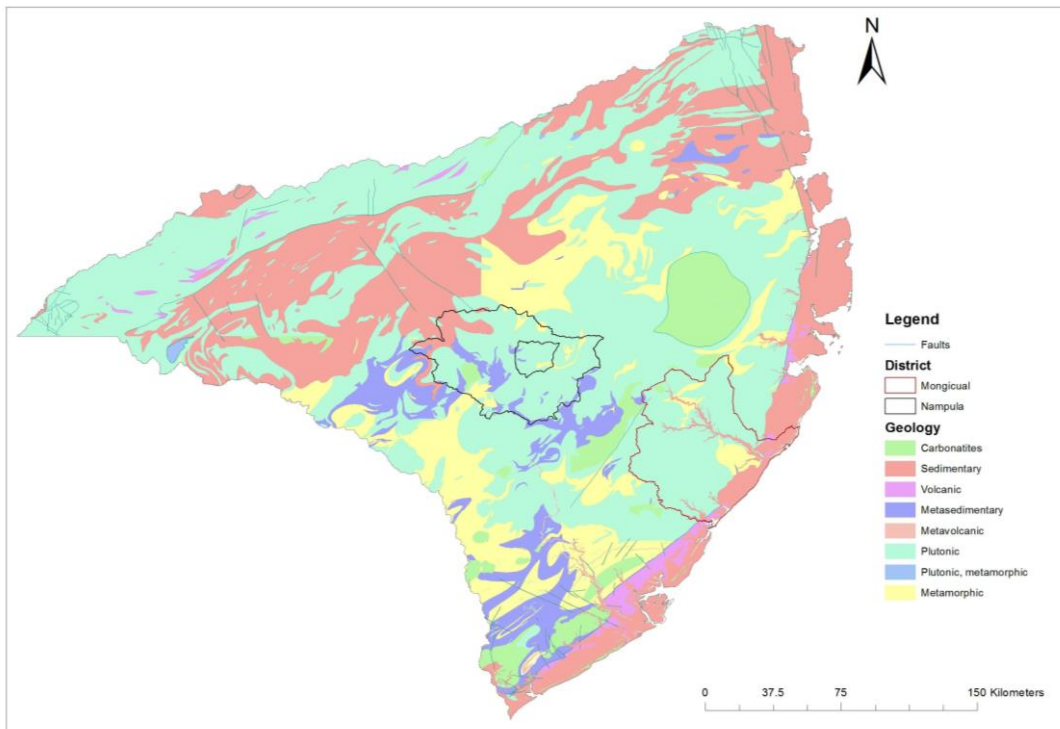 N
Legend
Faults
District
Mongicual
Nampula
Geology
Carbonatites
Sedimentary
Volcanic
Metasedimentary
Metavolcanic
Plutonic
Plutonic, metamorphic
Metamorphic
0 37.5 75 150 Kilometers